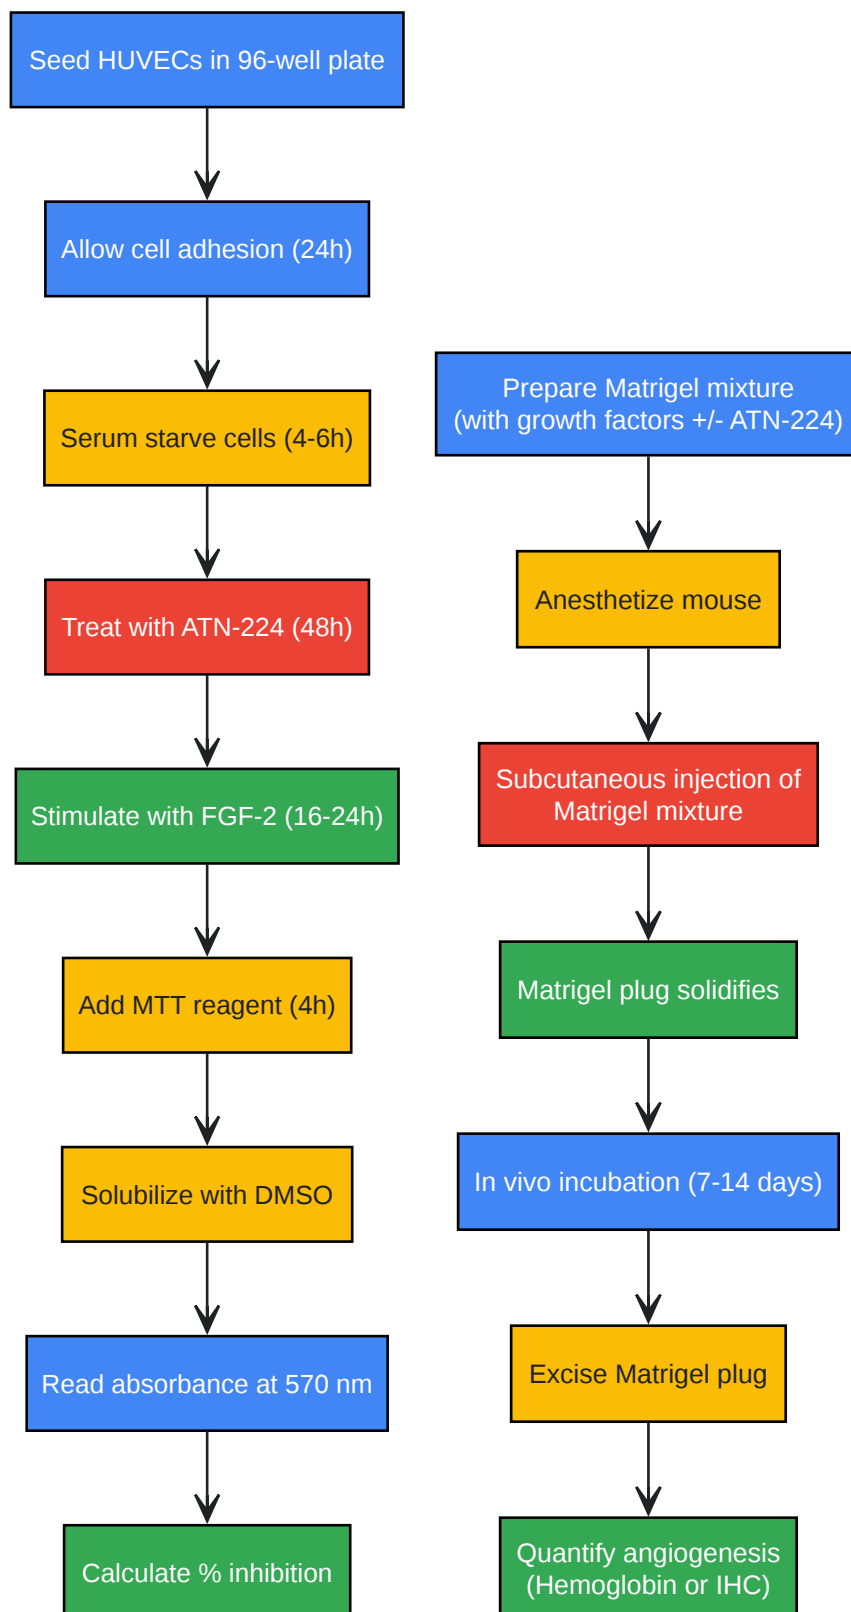 Seed HUVECs in 96-well plate
Allow cell adhesion (24h)
Serum starve cells (4-6h)
Treat with ATN-224 (48h)
Stimulate with FGF-2 (16-24h)
Add MTT reagent (4h)
Solubilize with DMSO
Read absorbance at 570 nm
Calculate % inhibition
Prepare Matrigel mixture
(with growth factors +/- ATN-224)
Anesthetize mouse
Subcutaneous injection of
Matrigel mixture
Matrigel plug solidifies
In vivo incubation (7-14 days)
Excise Matrigel plug
Quantify angiogenesis
(Hemoglobin or IHC)